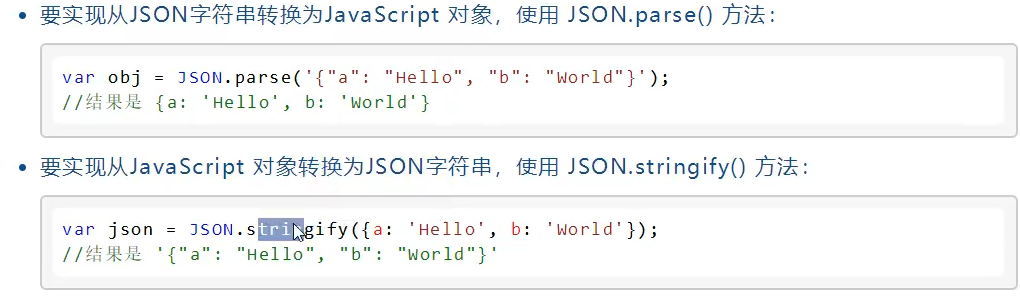 • 要实现从JSON字符串转换为JavaScript 对象，使用 JSON.parse() 方法：
var obj = JSON.parse('{"a": "Hello", "b": "World"}');
//结果是 {a: 'Hello', b: 'World'}
• 要实现从JavaScript 对象转换为JSON字符串，使用 JSON.stringify() 方法：
var json = JSON.stringify({a: 'Hello', b: 'World'});
//结果是 '{"a": "Hello", "b": "World"}'